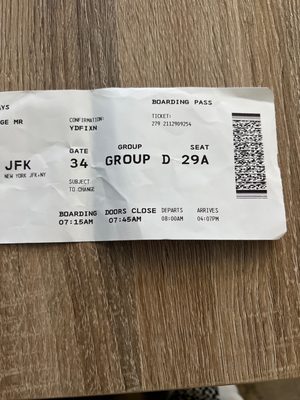 AYS
BOARDING PASS
GE MR
CONFIRMATION:
YDFIXN
TICKET:
279 2112909254
JFK
NEW YORK JFK,NY
GATE
34
SUBJECT
TO CHANGE
GROUP
GROUP D
SEAT
29A
BOARDING
07:15AM
DOORS CLOSE
07:45AM
DEPARTS
08:00AM
ARRIVES
04:07PM